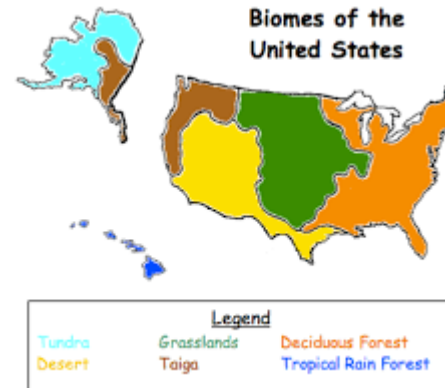 Biomes of the
United States
Legend
Tundra Grasslands Deciduous Forest
Desert Taiga Tropical Rain Forest